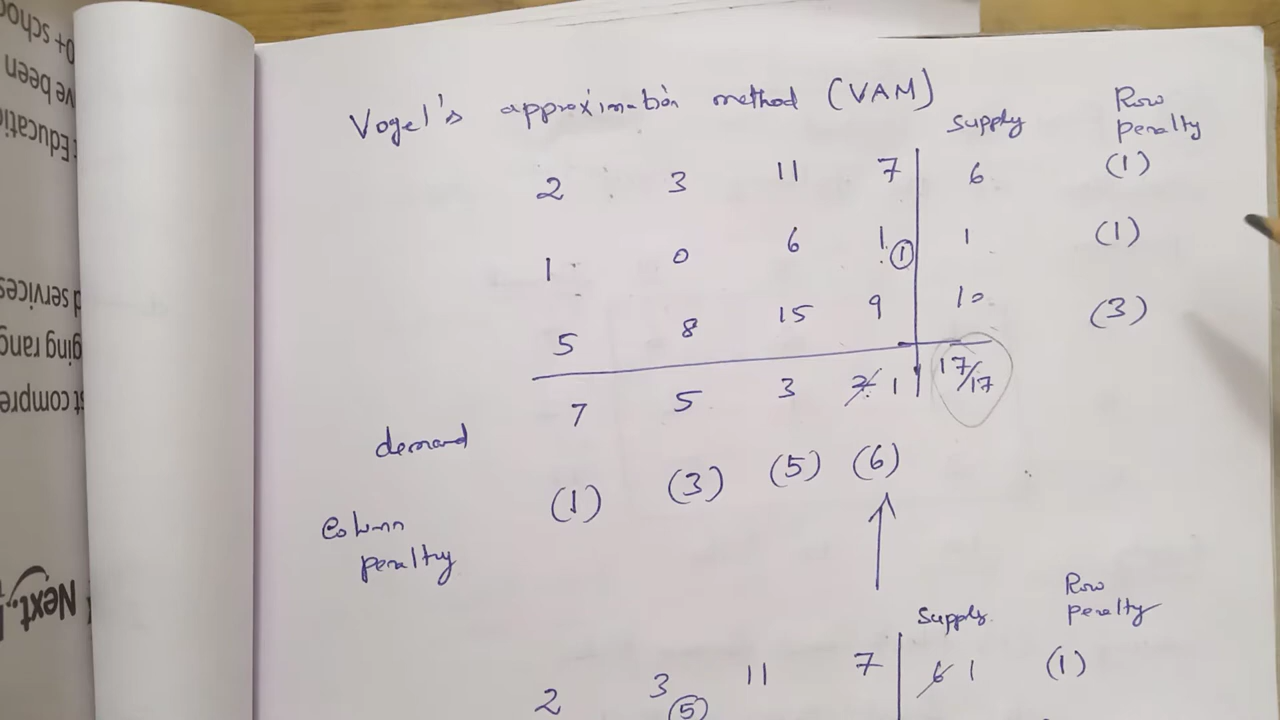 Vogel's approximation method (VAM)
Supply Row penalty
2 3 11 7 6 (1)
1 0 6 1 ① 1 (1)
5 8 15 9 10 (3)
demand 7 5 3 2 1 17/17
Column penalty (1) (3) (5) (6)
Supply Row penalty
2 3 ⑤ 11 7 6 1 (1)
Next.